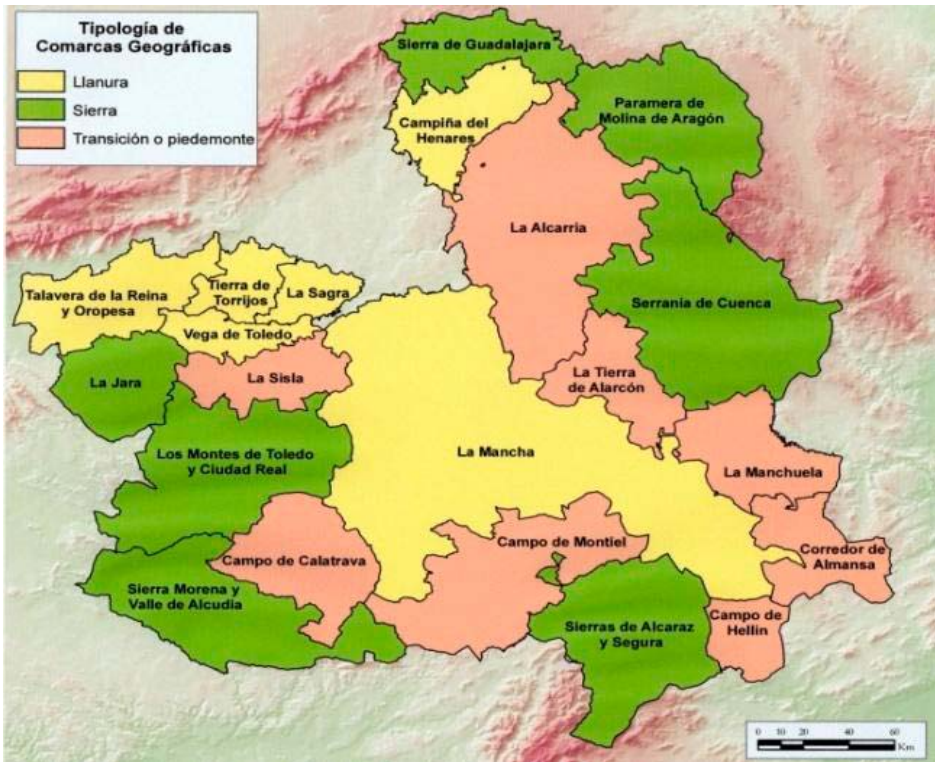 Tipología de
Comarcas Geográficas
Llanura
Sierra
Transición o piedemonte
Sierra de Guadalajara
Campiña del
Henares
Paramera de
Molina de Aragón
La Alcarria
Talavera de la Reina
y Oropesa
Tierra de
Torrijos
La Sagra
Serranía de Cuenca
Vega de Toledo
La Jara
La Sisla
La Tierra
de Alarcón
Los Montes de Toledo
y Ciudad Real
La Mancha
La Manchuela
Campo de Calatrava
Campo de Montiel
Corredor de
Almansa
Sierra Morena y
Valle de Alcudia
Sierras de Alcaraz
y Segura
Campo de
Hellín
0 10 20 40 60
Km